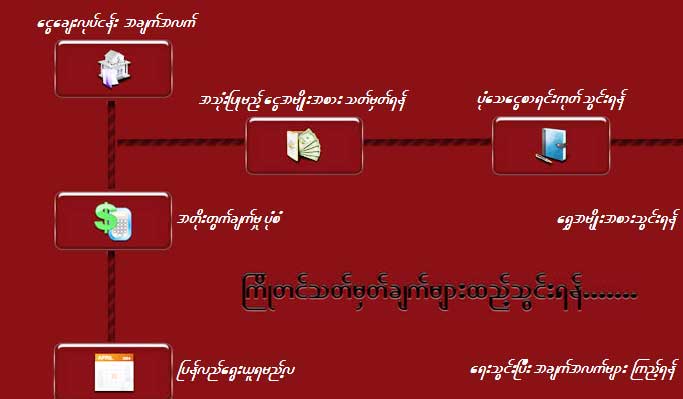 ငွေချေးလုပ်ငန်း အချက်အလက်
အသုံးပြုမည့် ငွေအမျိုးအစား သတ်မှတ်ရန်
ပုံသေငွေစာရင်းကုတ် သွင်းရန်
အတိုးတွက်ချက်မှု ပုံစံ
ရွှေအမျိုးအစားသွင်းရန်
ကြိုတင်သတ်မှတ်ချက်များထည့်သွင်းရန်.......
ပြန်လည်ရွေးယူရမည့်လ
ရေးသွင်းပြီး အချက်အလက်များ ကြည့်ရန်
APRIL